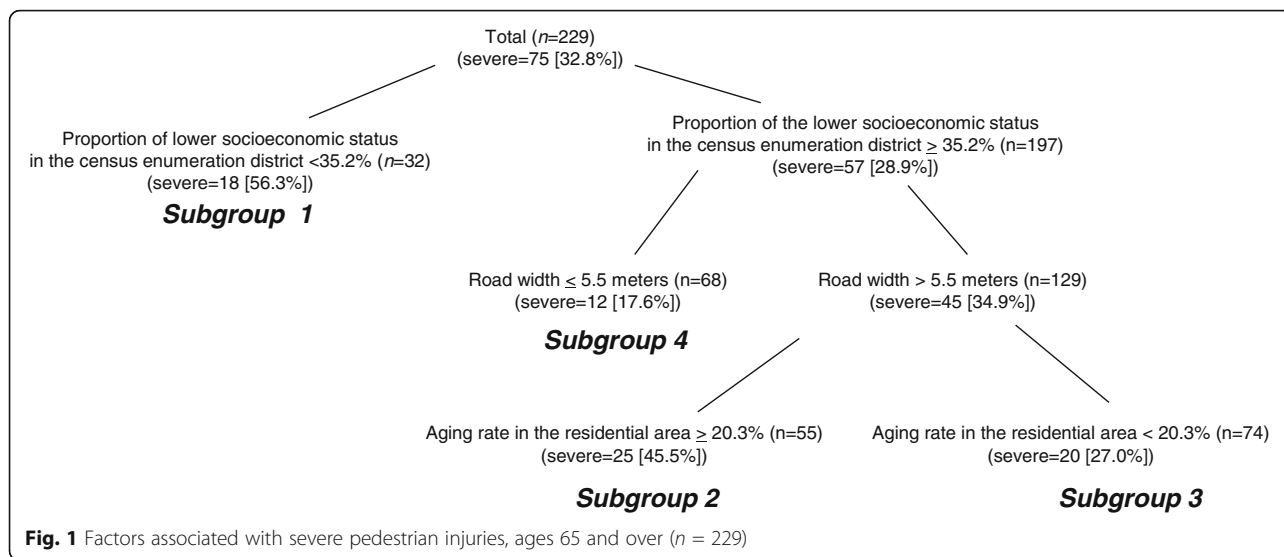 Total (n=229)
(severe=75 [32.8%])
Proportion of lower socioeconomic status
in the census enumeration district <35.2% (n=32)
(severe=18 [56.3%])
Subgroup 1
Proportion of the lower socioeconomic status
in the census enumeration district ≥ 35.2% (n=197)
(severe=57 [28.9%])
Road width ≤ 5.5 meters (n=68)
(severe=12 [17.6%])
Subgroup 4
Road width > 5.5 meters (n=129)
(severe=45 [34.9%])
Aging rate in the residential area ≥ 20.3% (n=55)
(severe=25 [45.5%])
Subgroup 2
Aging rate in the residential area < 20.3% (n=74)
(severe=20 [27.0%])
Subgroup 3
Fig. 1 Factors associated with severe pedestrian injuries, ages 65 and over (n = 229)